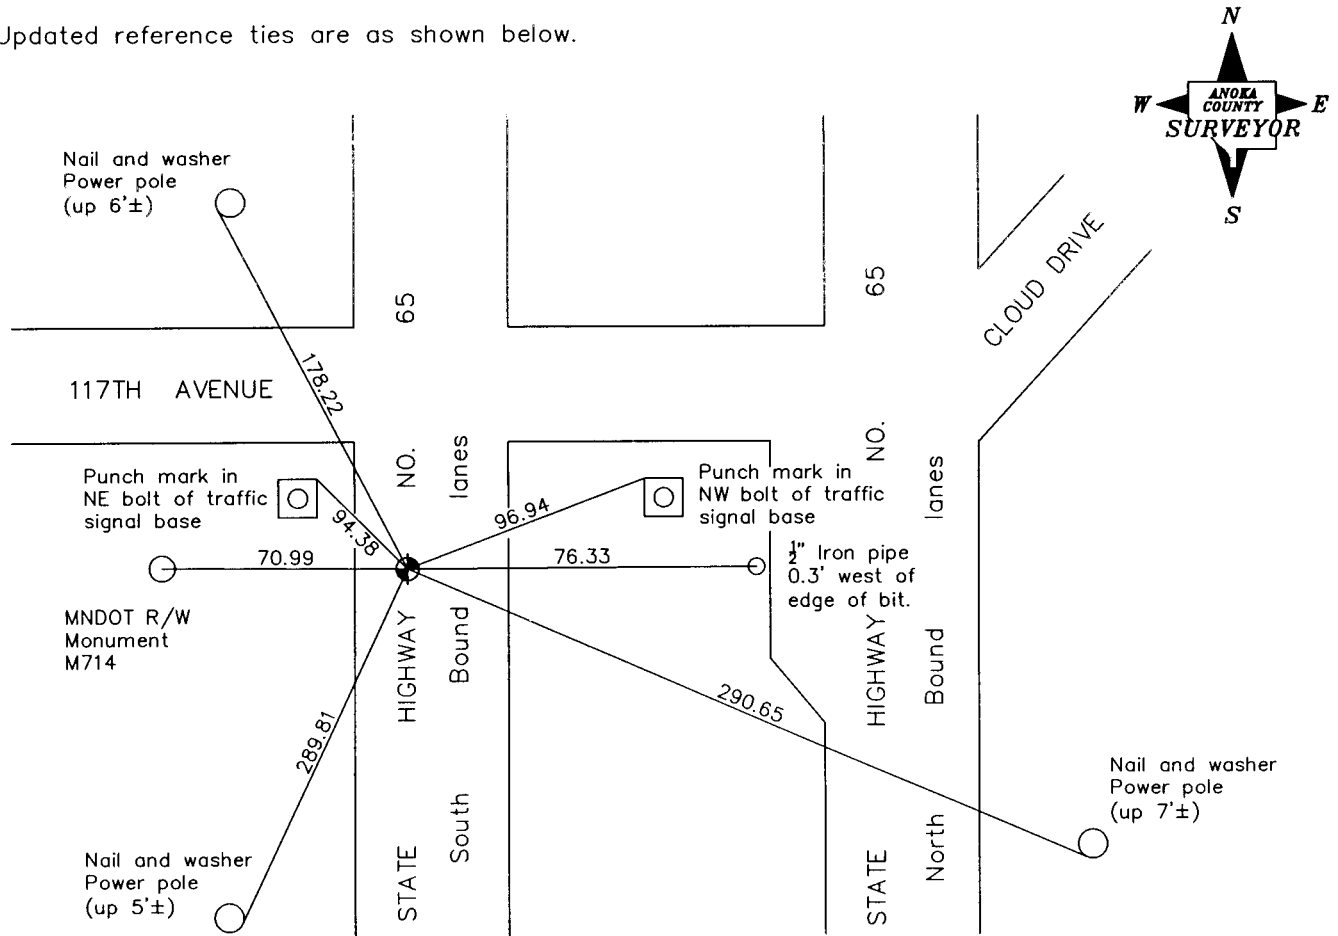 Updated reference ties are as shown below.
N
W
ANOKA
COUNTY
SURVEYOR
E
S
Nail and washer
Power pole
(up 6'±)
178.22
117TH AVENUE
STATE HIGHWAY NO. 65
South Bound lanes
STATE HIGHWAY NO. 65
North Bound lanes
CLOUD DRIVE
Punch mark in
NE bolt of traffic
signal base
94.38
96.94
Punch mark in
NW bolt of traffic
signal base
70.99
76.33
½" Iron pipe
0.3' west of
edge of bit.
MNDOT R/W
Monument
M714
289.81
290.65
Nail and washer
Power pole
(up 7'±)
Nail and washer
Power pole
(up 5'±)